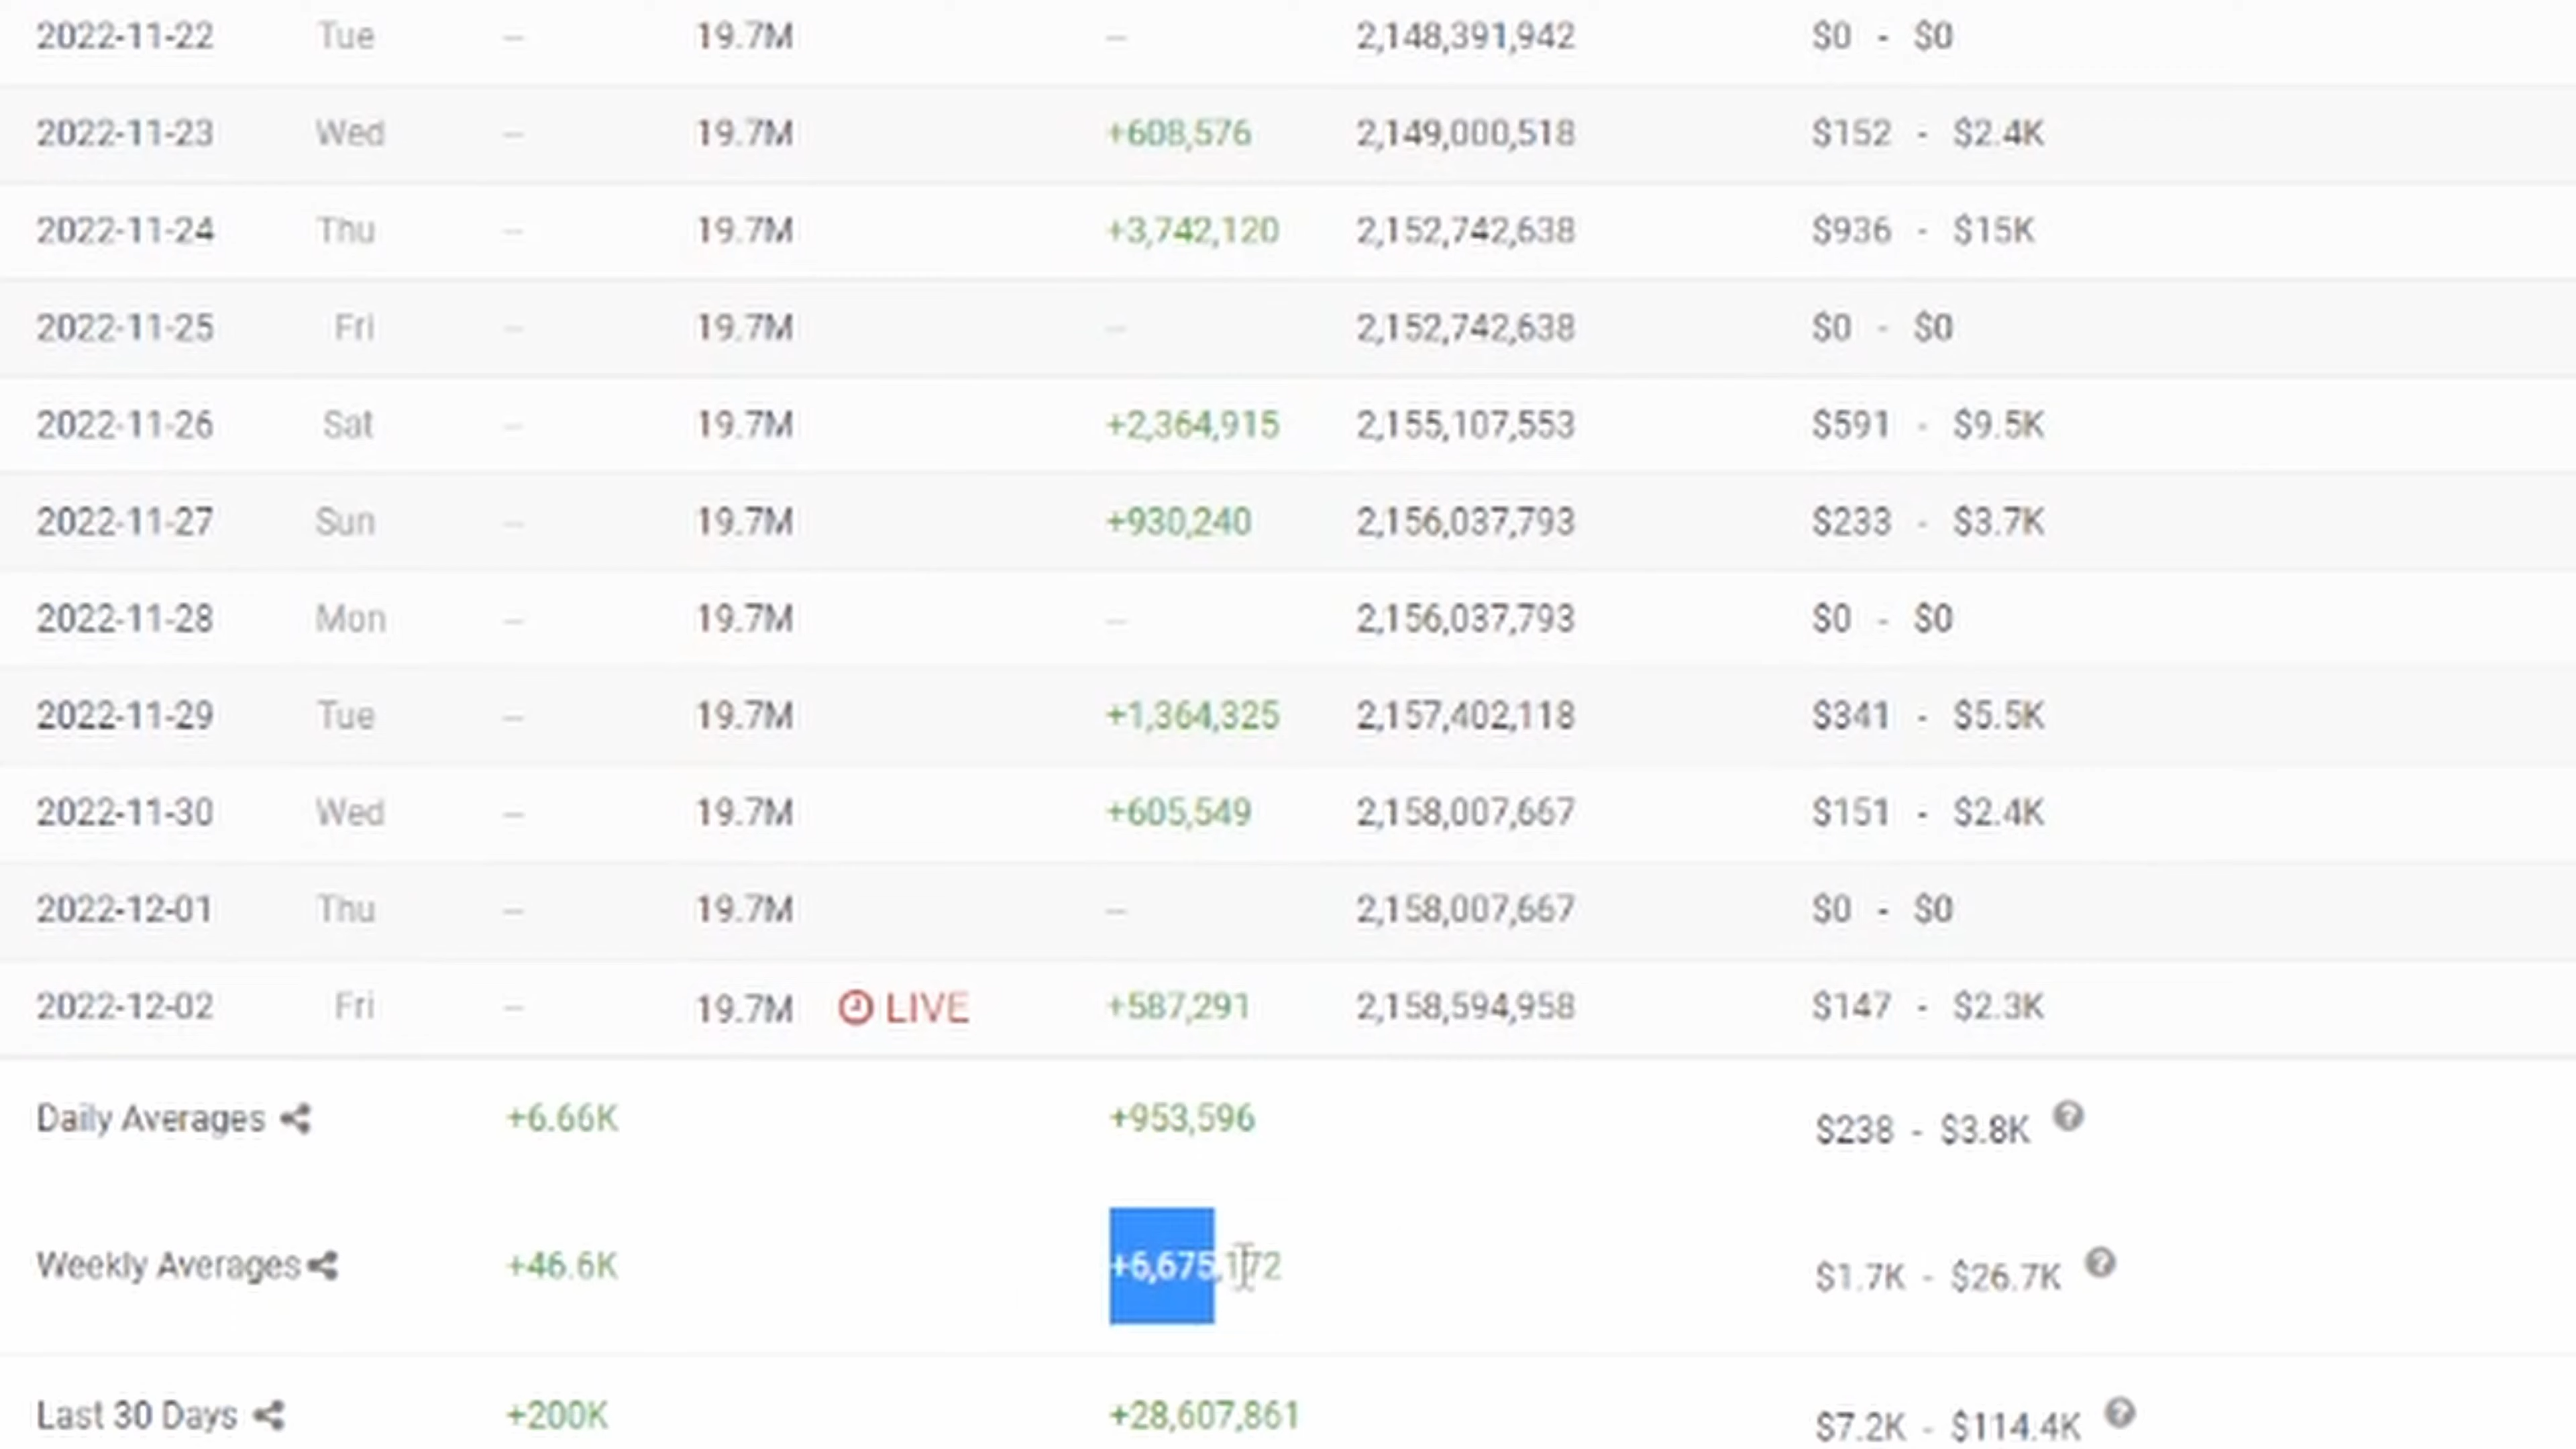 2022-11-22 Tue – 19.7M – 2,148,391,942 $0 - $0
2022-11-23 Wed – 19.7M +608,576 2,149,000,518 $152 - $2.4K
2022-11-24 Thu – 19.7M +3,742,120 2,152,742,638 $936 - $15K
2022-11-25 Fri – 19.7M – 2,152,742,638 $0 - $0
2022-11-26 Sat – 19.7M +2,364,915 2,155,107,553 $591 - $9.5K
2022-11-27 Sun – 19.7M +930,240 2,156,037,793 $233 - $3.7K
2022-11-28 Mon – 19.7M – 2,156,037,793 $0 - $0
2022-11-29 Tue – 19.7M +1,364,325 2,157,402,118 $341 - $5.5K
2022-11-30 Wed – 19.7M +605,549 2,158,007,667 $151 - $2.4K
2022-12-01 Thu – 19.7M – 2,158,007,667 $0 - $0
2022-12-02 Fri – 19.7M LIVE +587,291 2,158,594,958 $147 - $2.3K
Daily Averages +6.66K +953,596 $238 - $3.8K ?
Weekly Averages +46.6K +6,675,172 $1.7K - $26.7K ?
Last 30 Days +200K +28,607,861 $7.2K - $114.4K ?